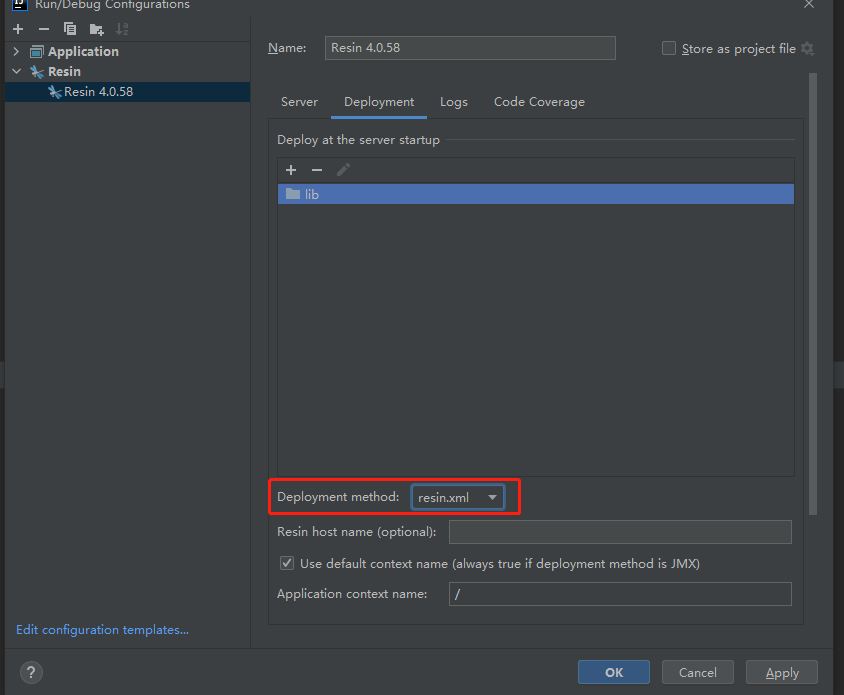 Run/Debug Configurations
Application
Resin
Resin 4.0.58
Edit configuration templates...
Name: Resin 4.0.58 Store as project file
Server Deployment Logs Code Coverage
Deploy at the server startup
lib
Deployment method: resin.xml
Resin host name (optional):
Use default context name (always true if deployment method is JMX)
Application context name: /
? OK Cancel Apply